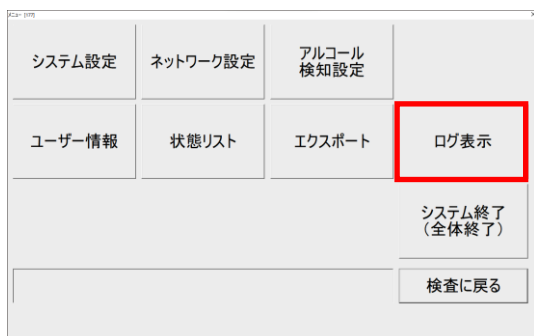 システム設定
ネットワーク設定
アルコール
検知設定
ユーザー情報
状態リスト
エクスポート
ログ表示
システム終了
(全体終了)
検査に戻る